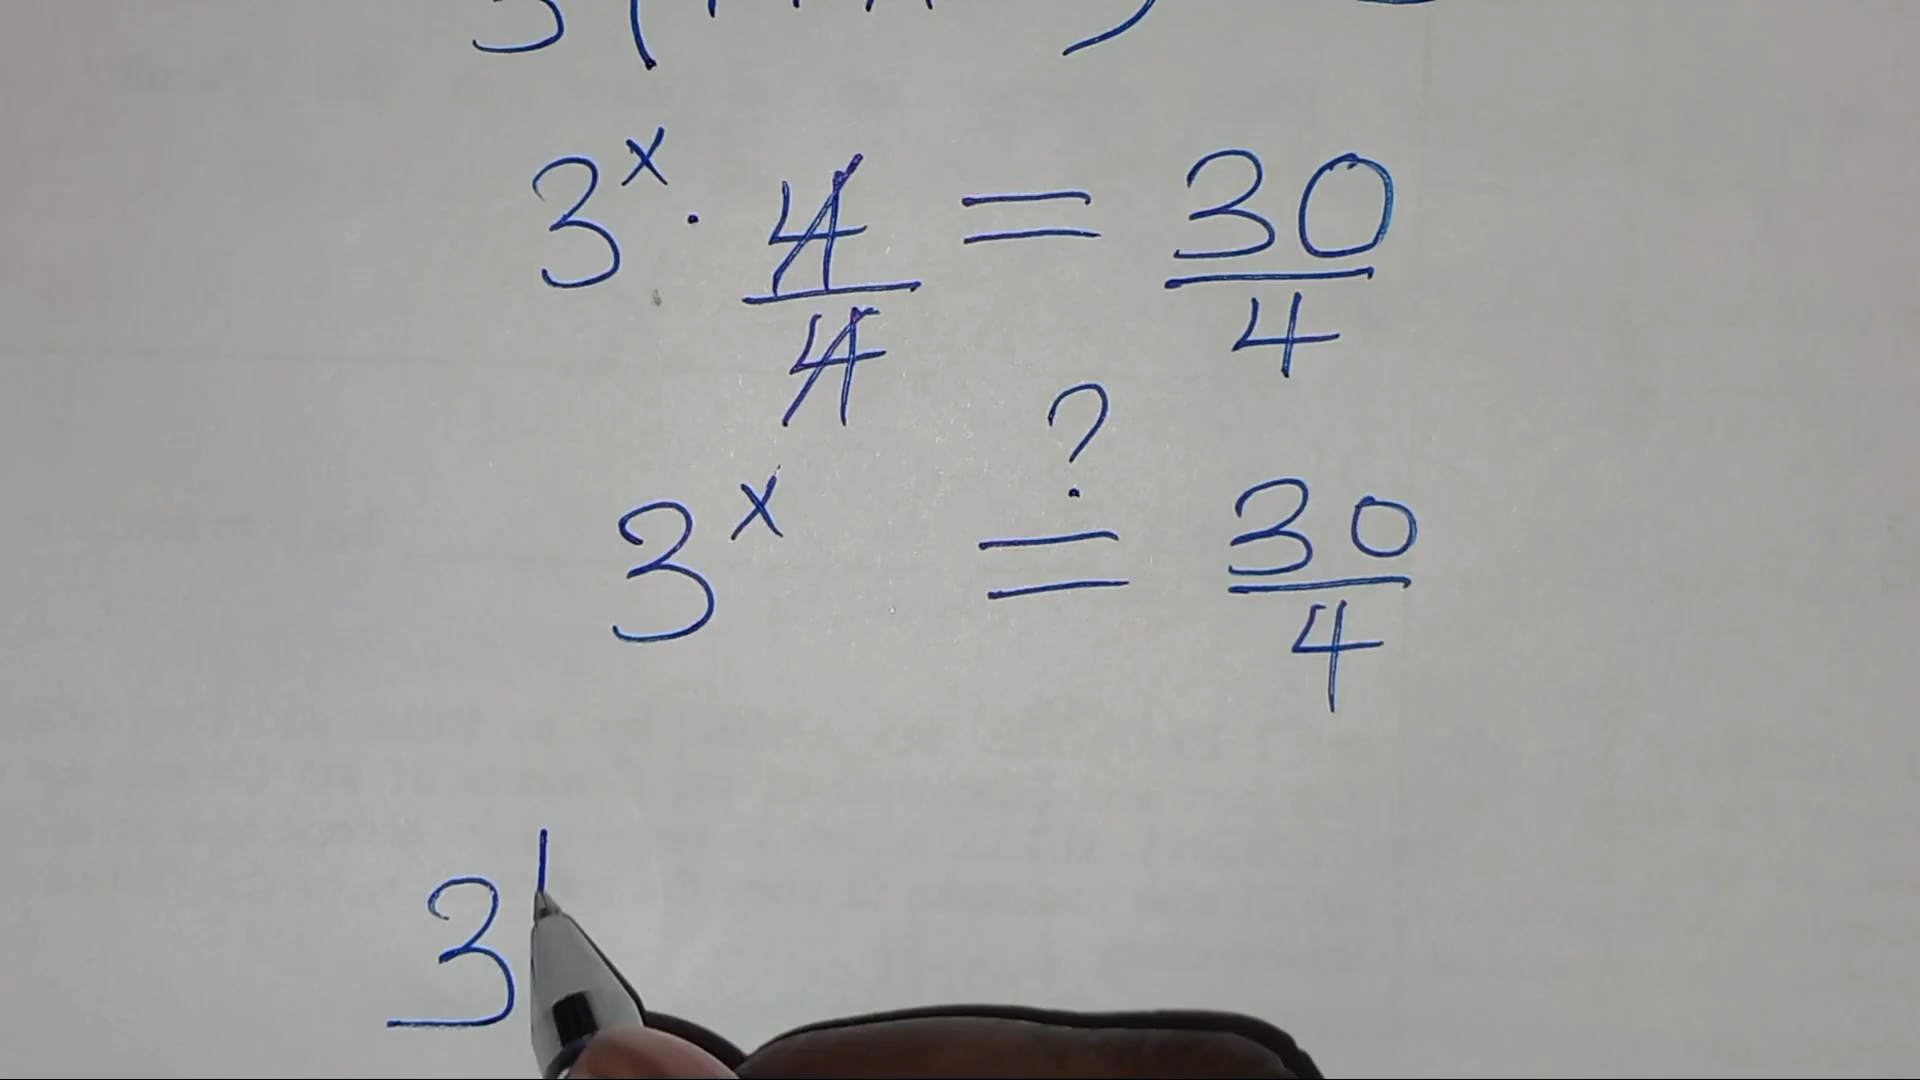 3^x · 4/4 = 30/4
?
3^x = 30/4
3^1